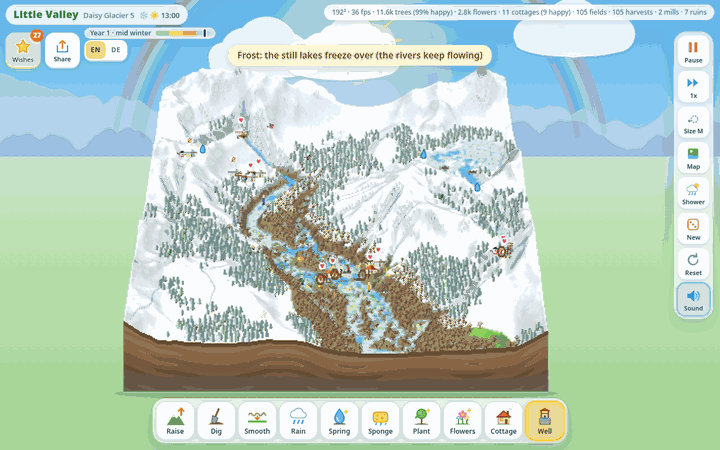 Little Valley Daisy Glacier 5 13:00
192² · 36 fps · 11.6k trees (99% happy) · 2.8k flowers · 11 cottages (9 happy) · 105 fields · 105 harvests · 2 mills · 7 ruins
27
Wishes
Share
Year 1 · mid winter
EN DE
Frost: the still lakes freeze over (the rivers keep flowing)
Pause
1x
Size M
Map
Shower
New
Reset
Sound
Raise
Dig
Smooth
Rain
Spring
Sponge
Plant
Flowers
Cottage
Well